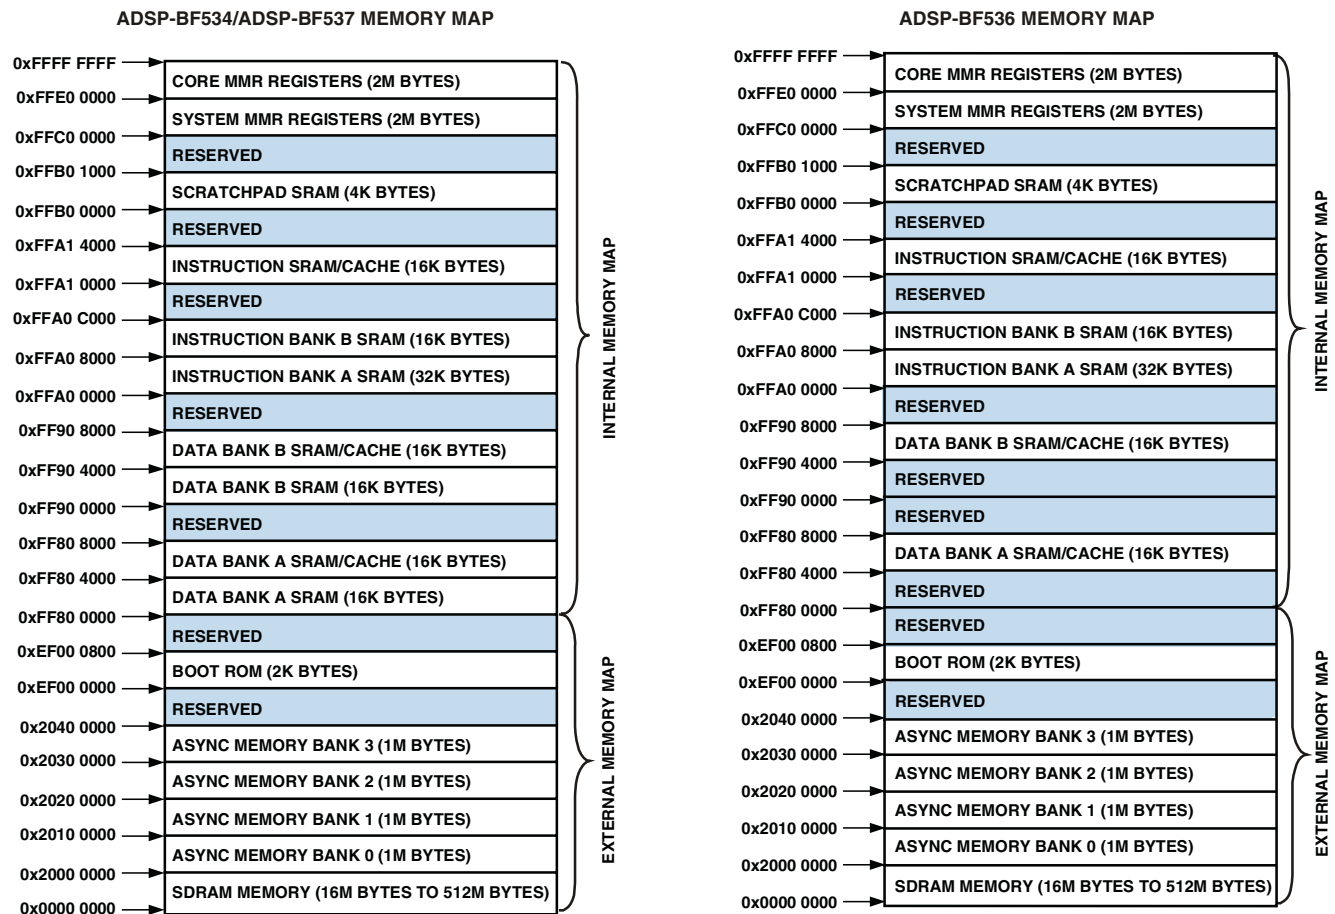 ADSP-BF534/ADSP-BF537 MEMORY MAP
0xFFFF FFFF
CORE MMR REGISTERS (2M BYTES)
0xFFE0 0000
SYSTEM MMR REGISTERS (2M BYTES)
0xFFC0 0000
RESERVED
0xFFB0 1000
SCRATCHPAD SRAM (4K BYTES)
0xFFB0 0000
RESERVED
0xFFA1 4000
INSTRUCTION SRAM/CACHE (16K BYTES)
0xFFA1 0000
RESERVED
0xFFA0 C000
INSTRUCTION BANK B SRAM (16K BYTES)
0xFFA0 8000
INSTRUCTION BANK A SRAM (32K BYTES)
0xFFA0 0000
RESERVED
0xFF90 8000
DATA BANK B SRAM/CACHE (16K BYTES)
0xFF90 4000
DATA BANK B SRAM (16K BYTES)
0xFF90 0000
RESERVED
0xFF80 8000
DATA BANK A SRAM/CACHE (16K BYTES)
0xFF80 4000
DATA BANK A SRAM (16K BYTES)
0xFF80 0000
RESERVED
0xEF00 0800
BOOT ROM (2K BYTES)
0xEF00 0000
RESERVED
0x2040 0000
ASYNC MEMORY BANK 3 (1M BYTES)
0x2030 0000
ASYNC MEMORY BANK 2 (1M BYTES)
0x2020 0000
ASYNC MEMORY BANK 1 (1M BYTES)
0x2010 0000
ASYNC MEMORY BANK 0 (1M BYTES)
0x2000 0000
SDRAM MEMORY (16M BYTES TO 512M BYTES)
0x0000 0000
INTERNAL MEMORY MAP
EXTERNAL MEMORY MAP
ADSP-BF536 MEMORY MAP
0xFFFF FFFF
CORE MMR REGISTERS (2M BYTES)
0xFFE0 0000
SYSTEM MMR REGISTERS (2M BYTES)
0xFFC0 0000
RESERVED
0xFFB0 1000
SCRATCHPAD SRAM (4K BYTES)
0xFFB0 0000
RESERVED
0xFFA1 4000
INSTRUCTION SRAM/CACHE (16K BYTES)
0xFFA1 0000
RESERVED
0xFFA0 C000
INSTRUCTION BANK B SRAM (16K BYTES)
0xFFA0 8000
INSTRUCTION BANK A SRAM (32K BYTES)
0xFFA0 0000
RESERVED
0xFF90 8000
DATA BANK B SRAM/CACHE (16K BYTES)
0xFF90 4000
RESERVED
0xFF90 0000
RESERVED
0xFF80 8000
DATA BANK A SRAM/CACHE (16K BYTES)
0xFF80 4000
RESERVED
0xFF80 0000
RESERVED
0xEF00 0800
BOOT ROM (2K BYTES)
0xEF00 0000
RESERVED
0x2040 0000
ASYNC MEMORY BANK 3 (1M BYTES)
0x2030 0000
ASYNC MEMORY BANK 2 (1M BYTES)
0x2020 0000
ASYNC MEMORY BANK 1 (1M BYTES)
0x2010 0000
ASYNC MEMORY BANK 0 (1M BYTES)
0x2000 0000
SDRAM MEMORY (16M BYTES TO 512M BYTES)
0x0000 0000
INTERNAL MEMORY MAP
EXTERNAL MEMORY MAP